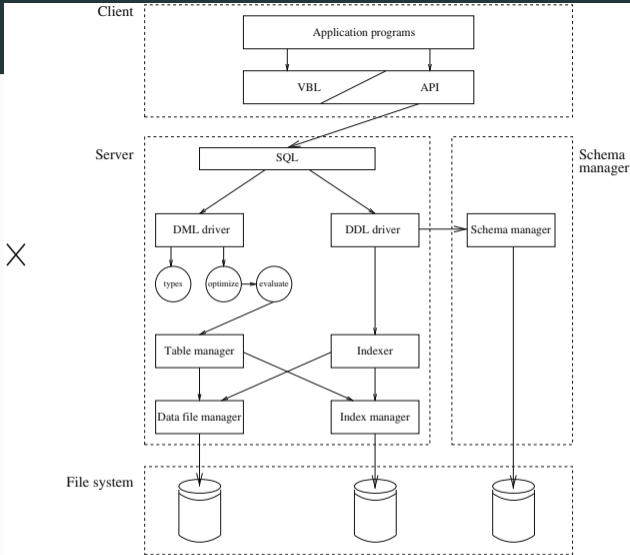 Client
Application programs
VBL
API
Server
SQL
Schema
manager
DML driver
DDL driver
Schema manager
types
optimize
evaluate
Table manager
Indexer
Data file manager
Index manager
File system